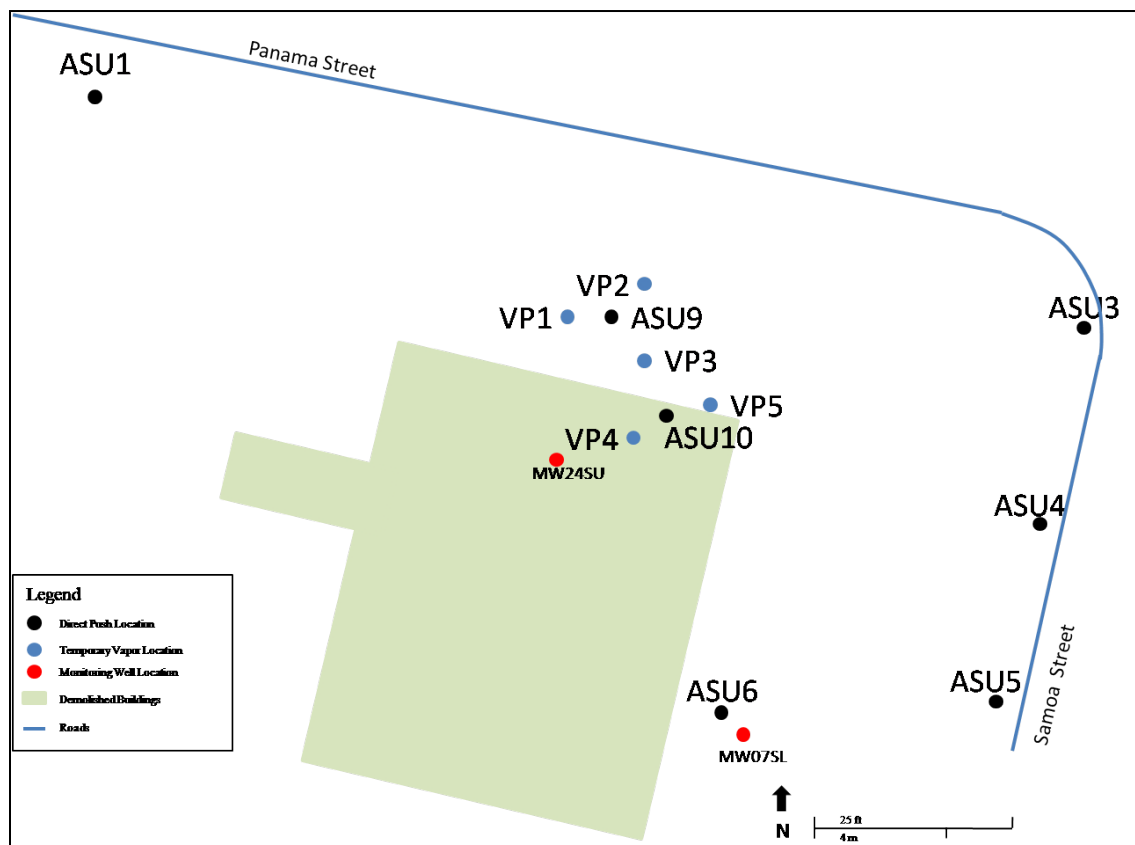 Panama Street
ASU1
VP2
ASU3
VP1
ASU9
VP3
VP5
VP4
ASU10
MW24SU
ASU4
Legend
Direct Push Location
Temporary Vapor Location
Monitoring Well Location
Demolished Buildings
Roads
ASU6
ASU5
Samoa Street
MW07SL
N
25 ft
4 m